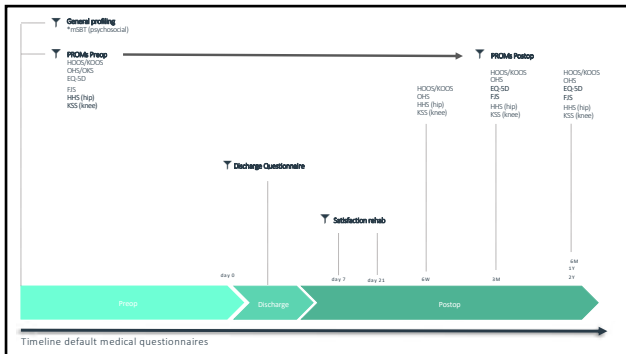 General profiling
*mSBT (psychosocial)
PROMs Preop
HOOS/KOOS
OHS/OKS
EQ-5D
FJS
HHS (hip)
KSS (knee)
PROMs Postop
HOOS/KOOS
OHS
HHS (hip)
KSS (knee)
HOOS/KOOS
OHS
EQ-5D
FJS
HHS (hip)
KSS (knee)
HOOS/KOOS
OHS
EQ-5D
FJS
HHS (hip)
KSS (knee)
Discharge Questionnaire
Satisfaction rehab
day 0
day 7
day 21
6W
3M
6M
1Y
2Y
Preop
Discharge
Postop
Timeline default medical questionnaires